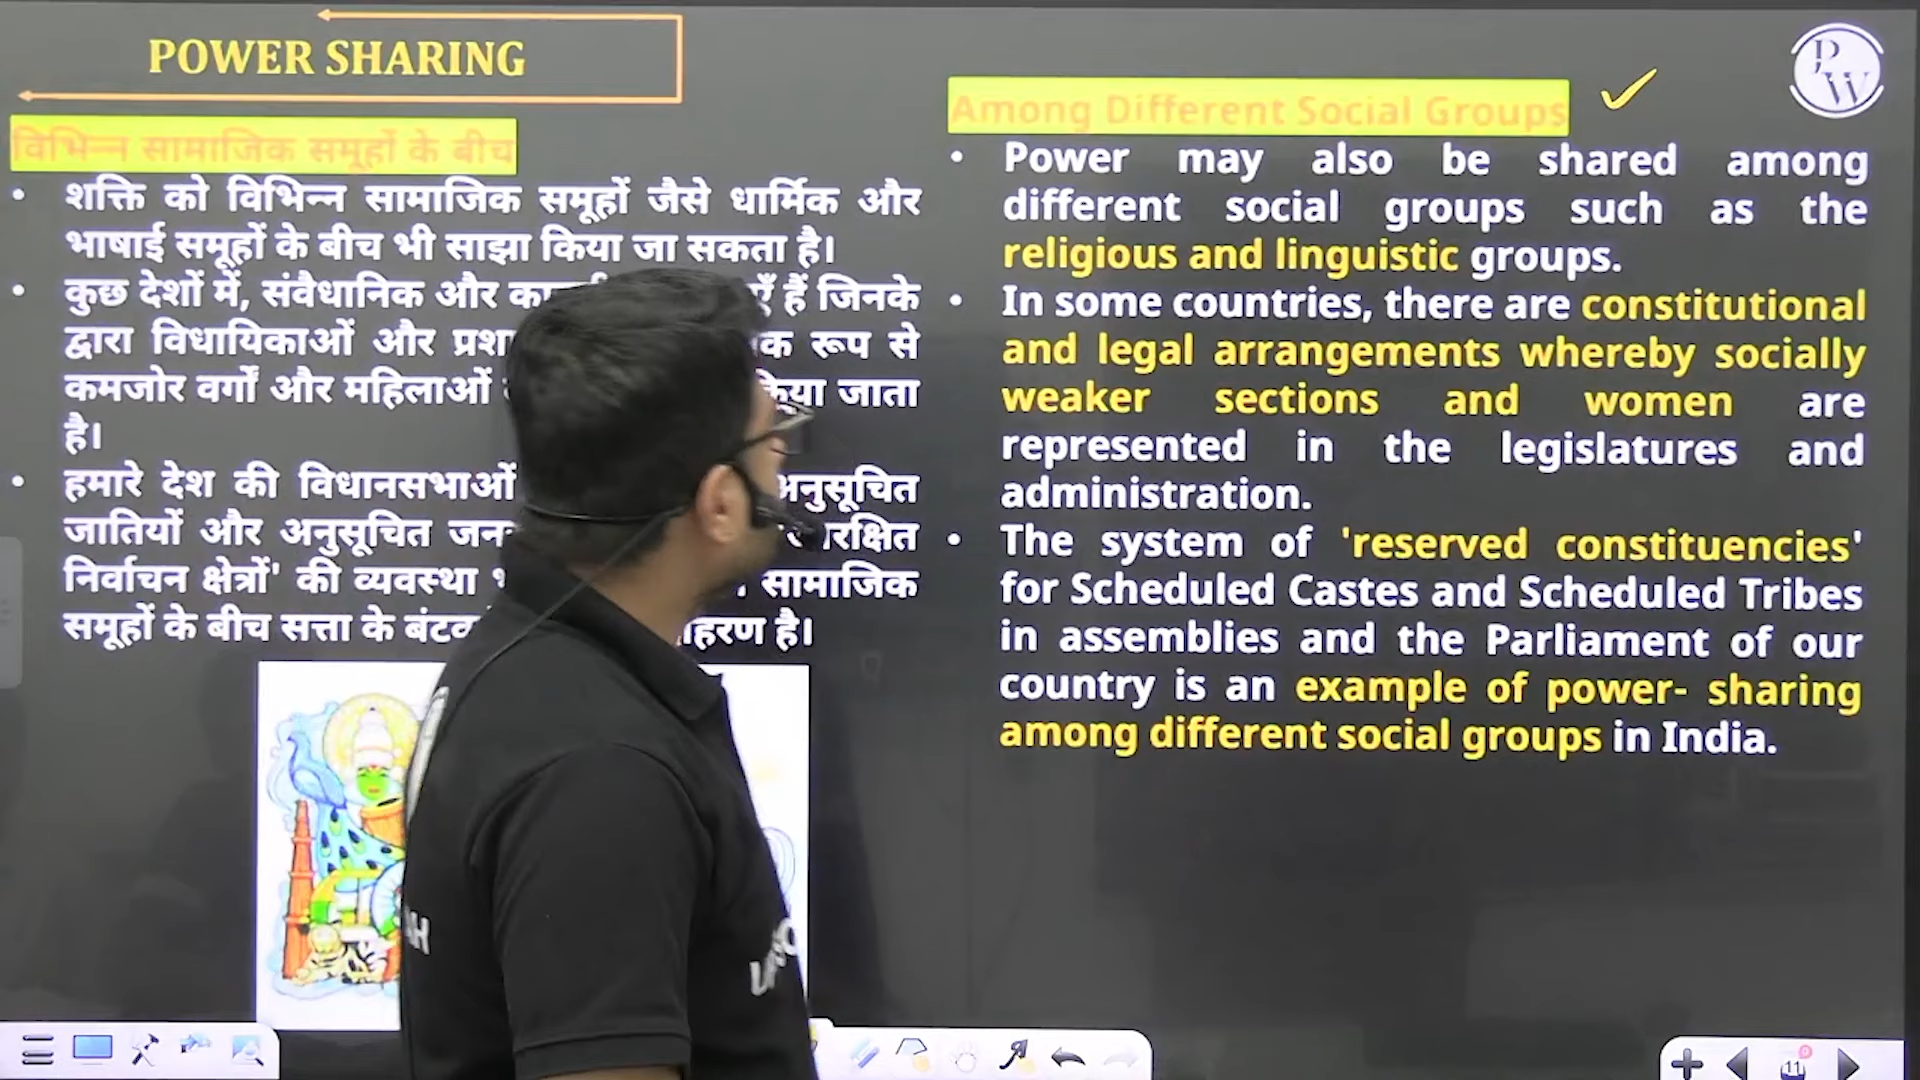 POWER SHARING
विभिन्न सामाजिक समूहों के बीच
• शक्ति को विभिन्न सामाजिक समूहों जैसे धार्मिक और
भाषाई समूहों के बीच भी साझा किया जा सकता है।
• कुछ देशों में, संवैधानिक और हैं जिनके
द्वारा विधायिकाओं और रूप से
कमजोर वर्गों और महिलाओं किया जाता
है।
• हमारे देश की विधानसभाओं अनुसूचित
जातियों और अनुसूचित
निर्वाचन क्षेत्रों' की व्यवस्था सामाजिक
समूहों के बीच सत्ता के है।
PW
Among Different Social Groups
• Power may also be shared among
different social groups such as the
religious and linguistic groups.
• In some countries, there are constitutional
and legal arrangements whereby socially
weaker sections and women are
represented in the legislatures and
administration.
• The system of 'reserved constituencies'
for Scheduled Castes and Scheduled Tribes
in assemblies and the Parliament of our
country is an example of power- sharing
among different social groups in India.
11